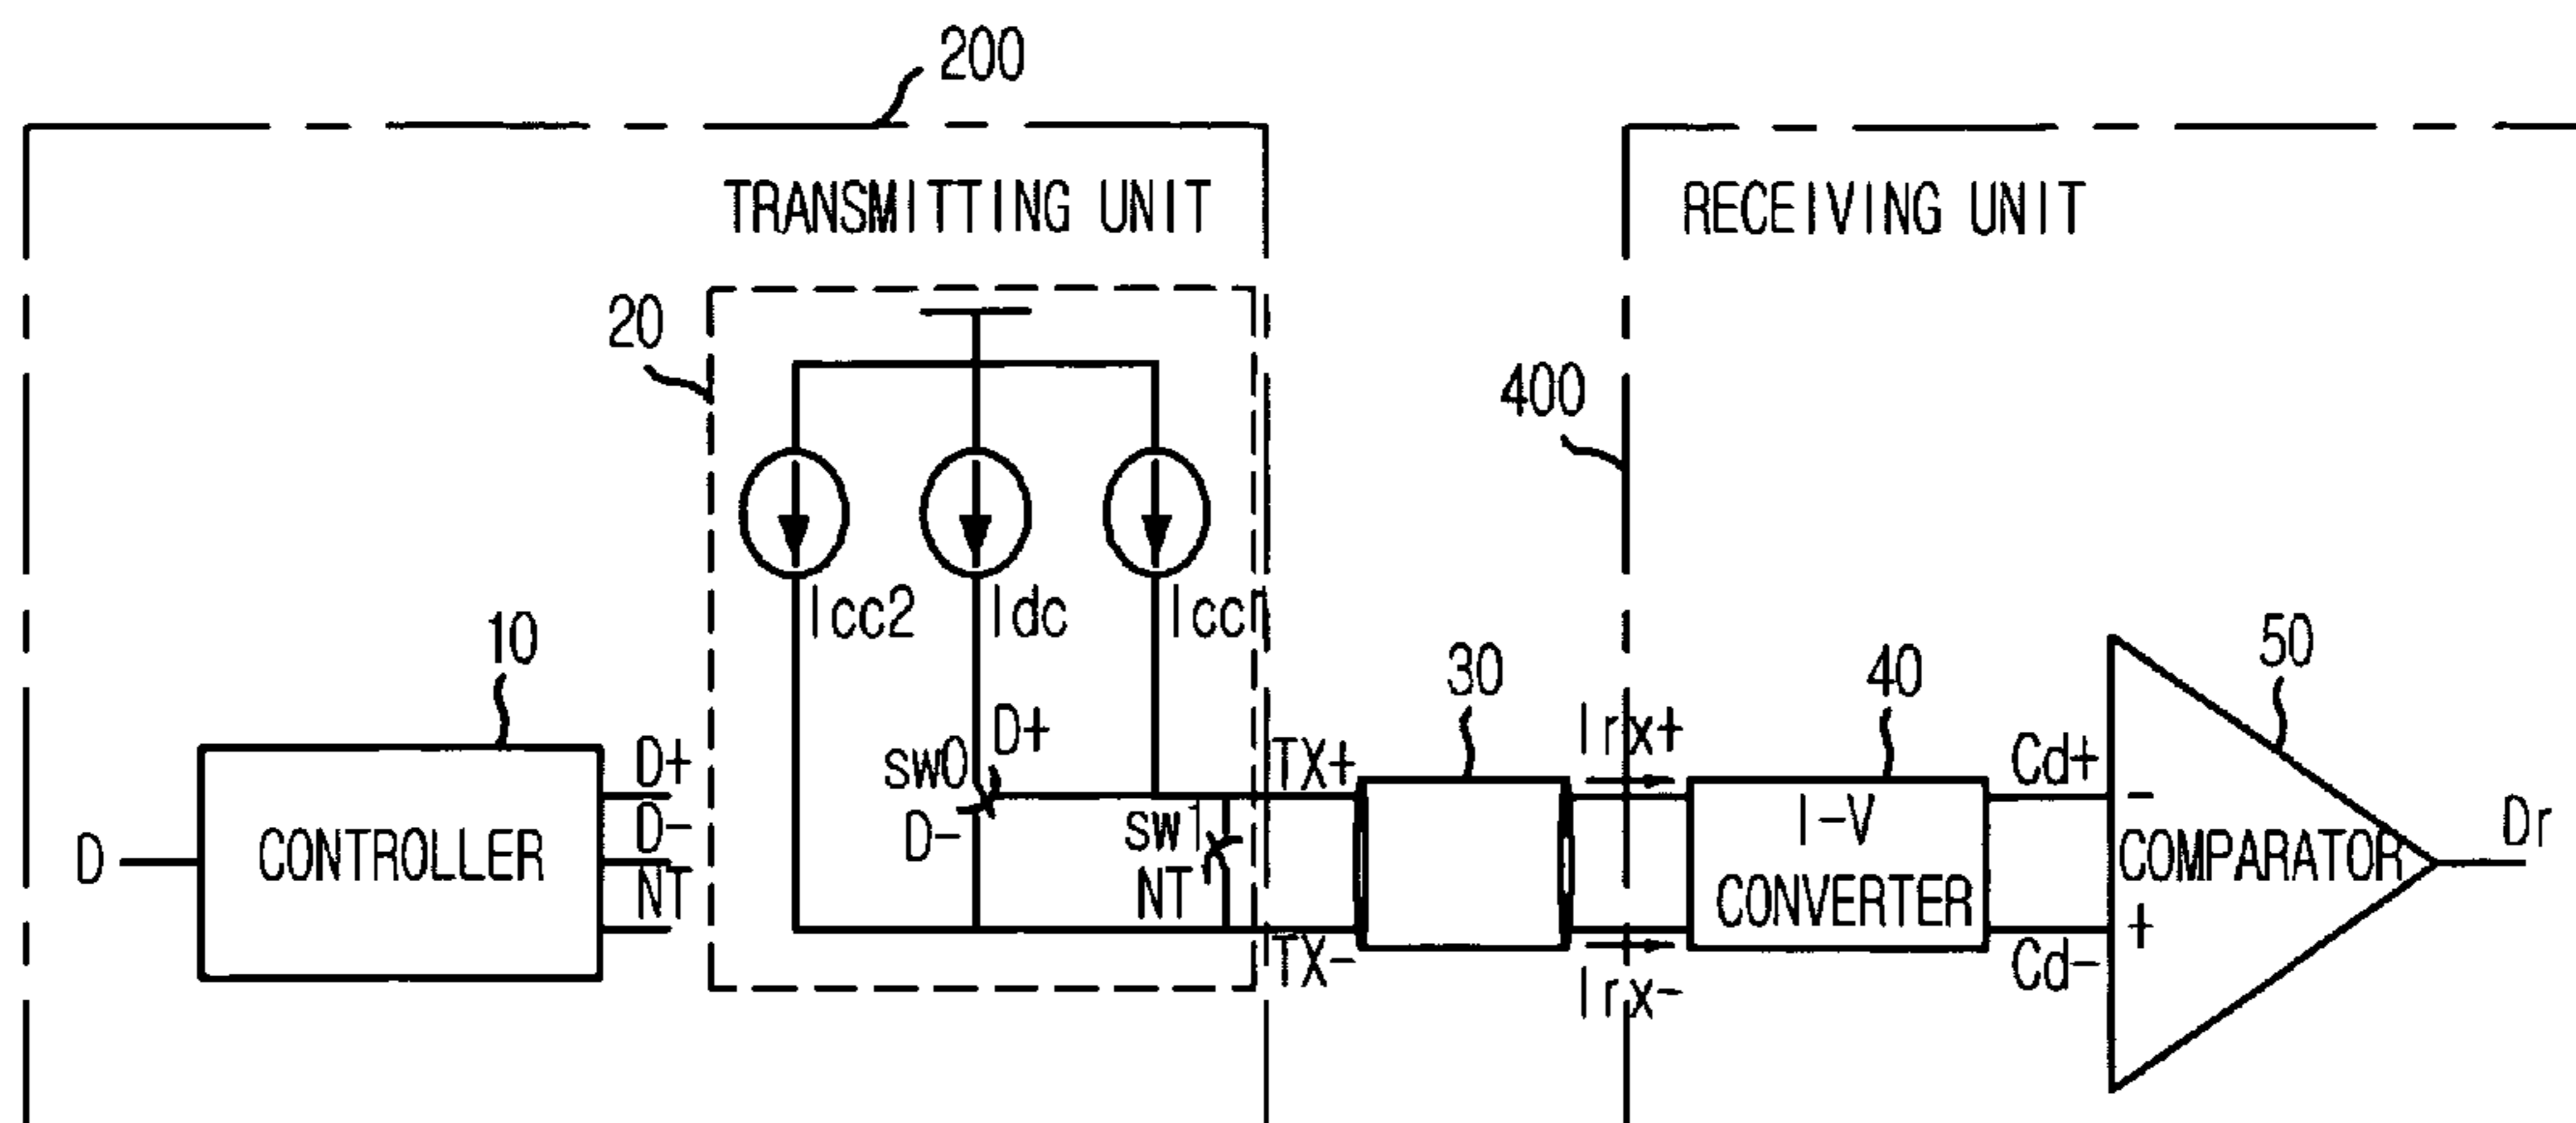 200
TRANSMITTING UNIT
RECEIVING UNIT
20
400
Icc2
Idc
Icc1
10
30
40
50
D
CONTROLLER
D+
D-
NT
SW0
D+
D-
SW1
NT
TX+
TX-
Irx+
Irx-
I-V
CONVERTER
Cd+
Cd-
-
COMPARATOR
+
Dr